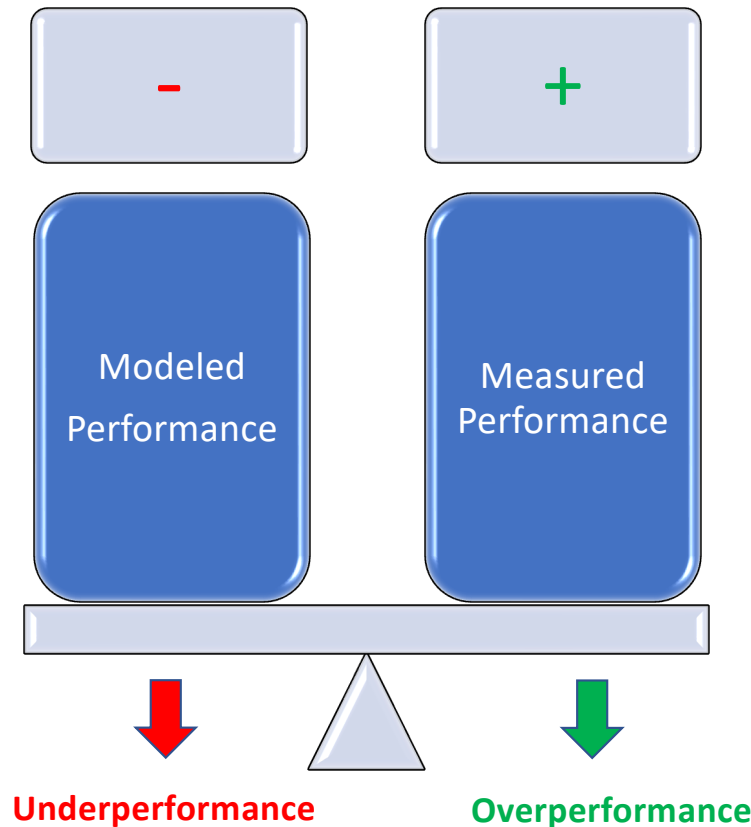 -
+
Modeled
Performance
Measured
Performance
Underperformance
Overperformance